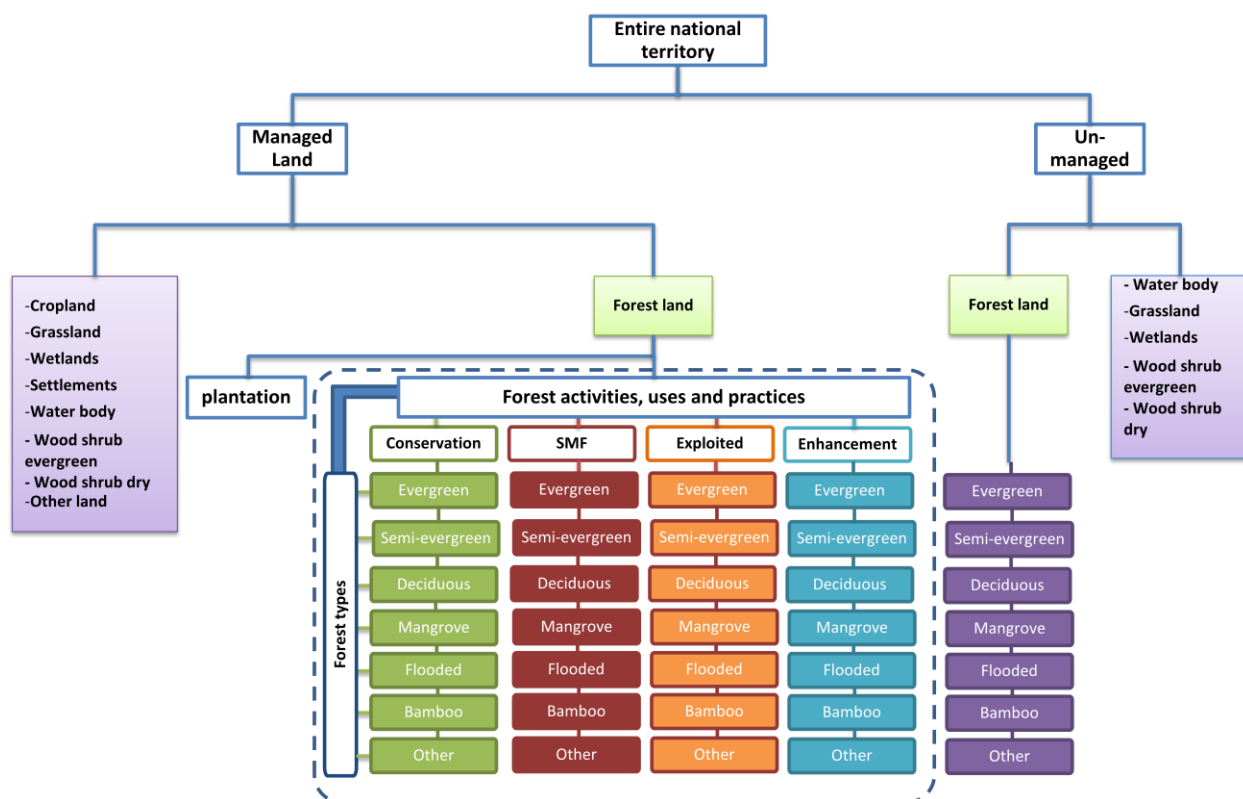 Entire national
territory
Managed
Land
Un-
managed
-Cropland
-Grassland
-Wetlands
-Settlements
-Water body
- Wood shrub
evergreen
- Wood shrub dry
-Other land
Forest land
Forest land
- Water body
-Grassland
-Wetlands
- Wood shrub
evergreen
- Wood shrub
dry
plantation
Forest activities, uses and practices
Conservation
SMF
Exploited
Enhancement
Forest types
Evergreen
Evergreen
Evergreen
Evergreen
Evergreen
Semi-evergreen
Semi-evergreen
Semi-evergreen
Semi-evergreen
Semi-evergreen
Deciduous
Deciduous
Deciduous
Deciduous
Deciduous
Mangrove
Mangrove
Mangrove
Mangrove
Mangrove
Flooded
Flooded
Flooded
Flooded
Flooded
Bamboo
Bamboo
Bamboo
Bamboo
Bamboo
Other
Other
Other
Other
Other